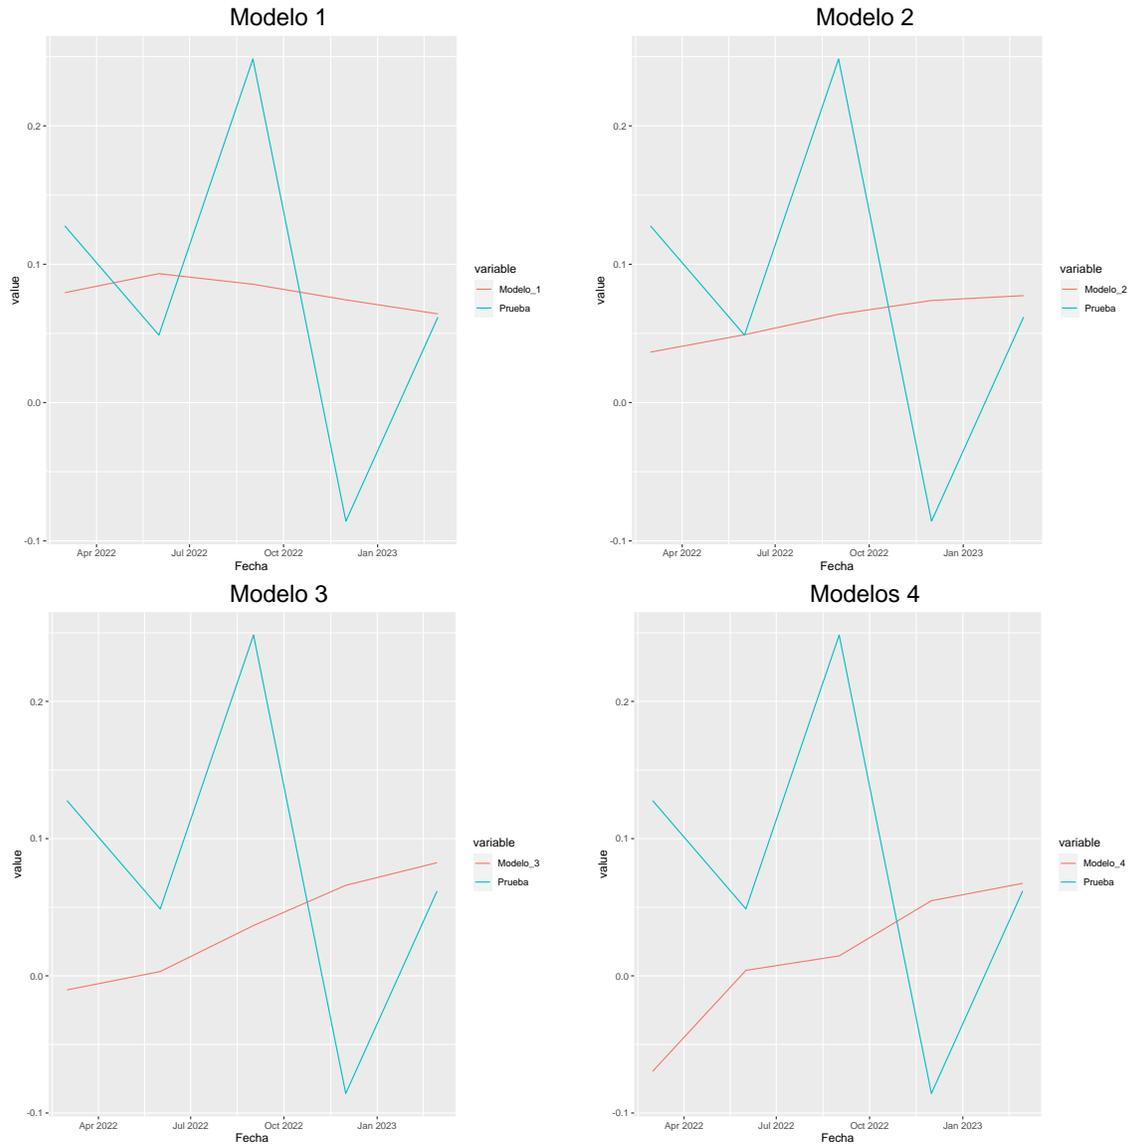 Modelo 1
value
0.2
0.1
0.0
-0.1
Apr 2022 Jul 2022 Oct 2022 Jan 2023
Fecha
variable
Modelo_1
Prueba
Modelo 2
value
0.2
0.1
0.0
-0.1
Apr 2022 Jul 2022 Oct 2022 Jan 2023
Fecha
variable
Modelo_2
Prueba
Modelo 3
value
0.2
0.1
0.0
-0.1
Apr 2022 Jul 2022 Oct 2022 Jan 2023
Fecha
variable
Modelo_3
Prueba
Modelos 4
value
0.2
0.1
0.0
-0.1
Apr 2022 Jul 2022 Oct 2022 Jan 2023
Fecha
variable
Modelo_4
Prueba